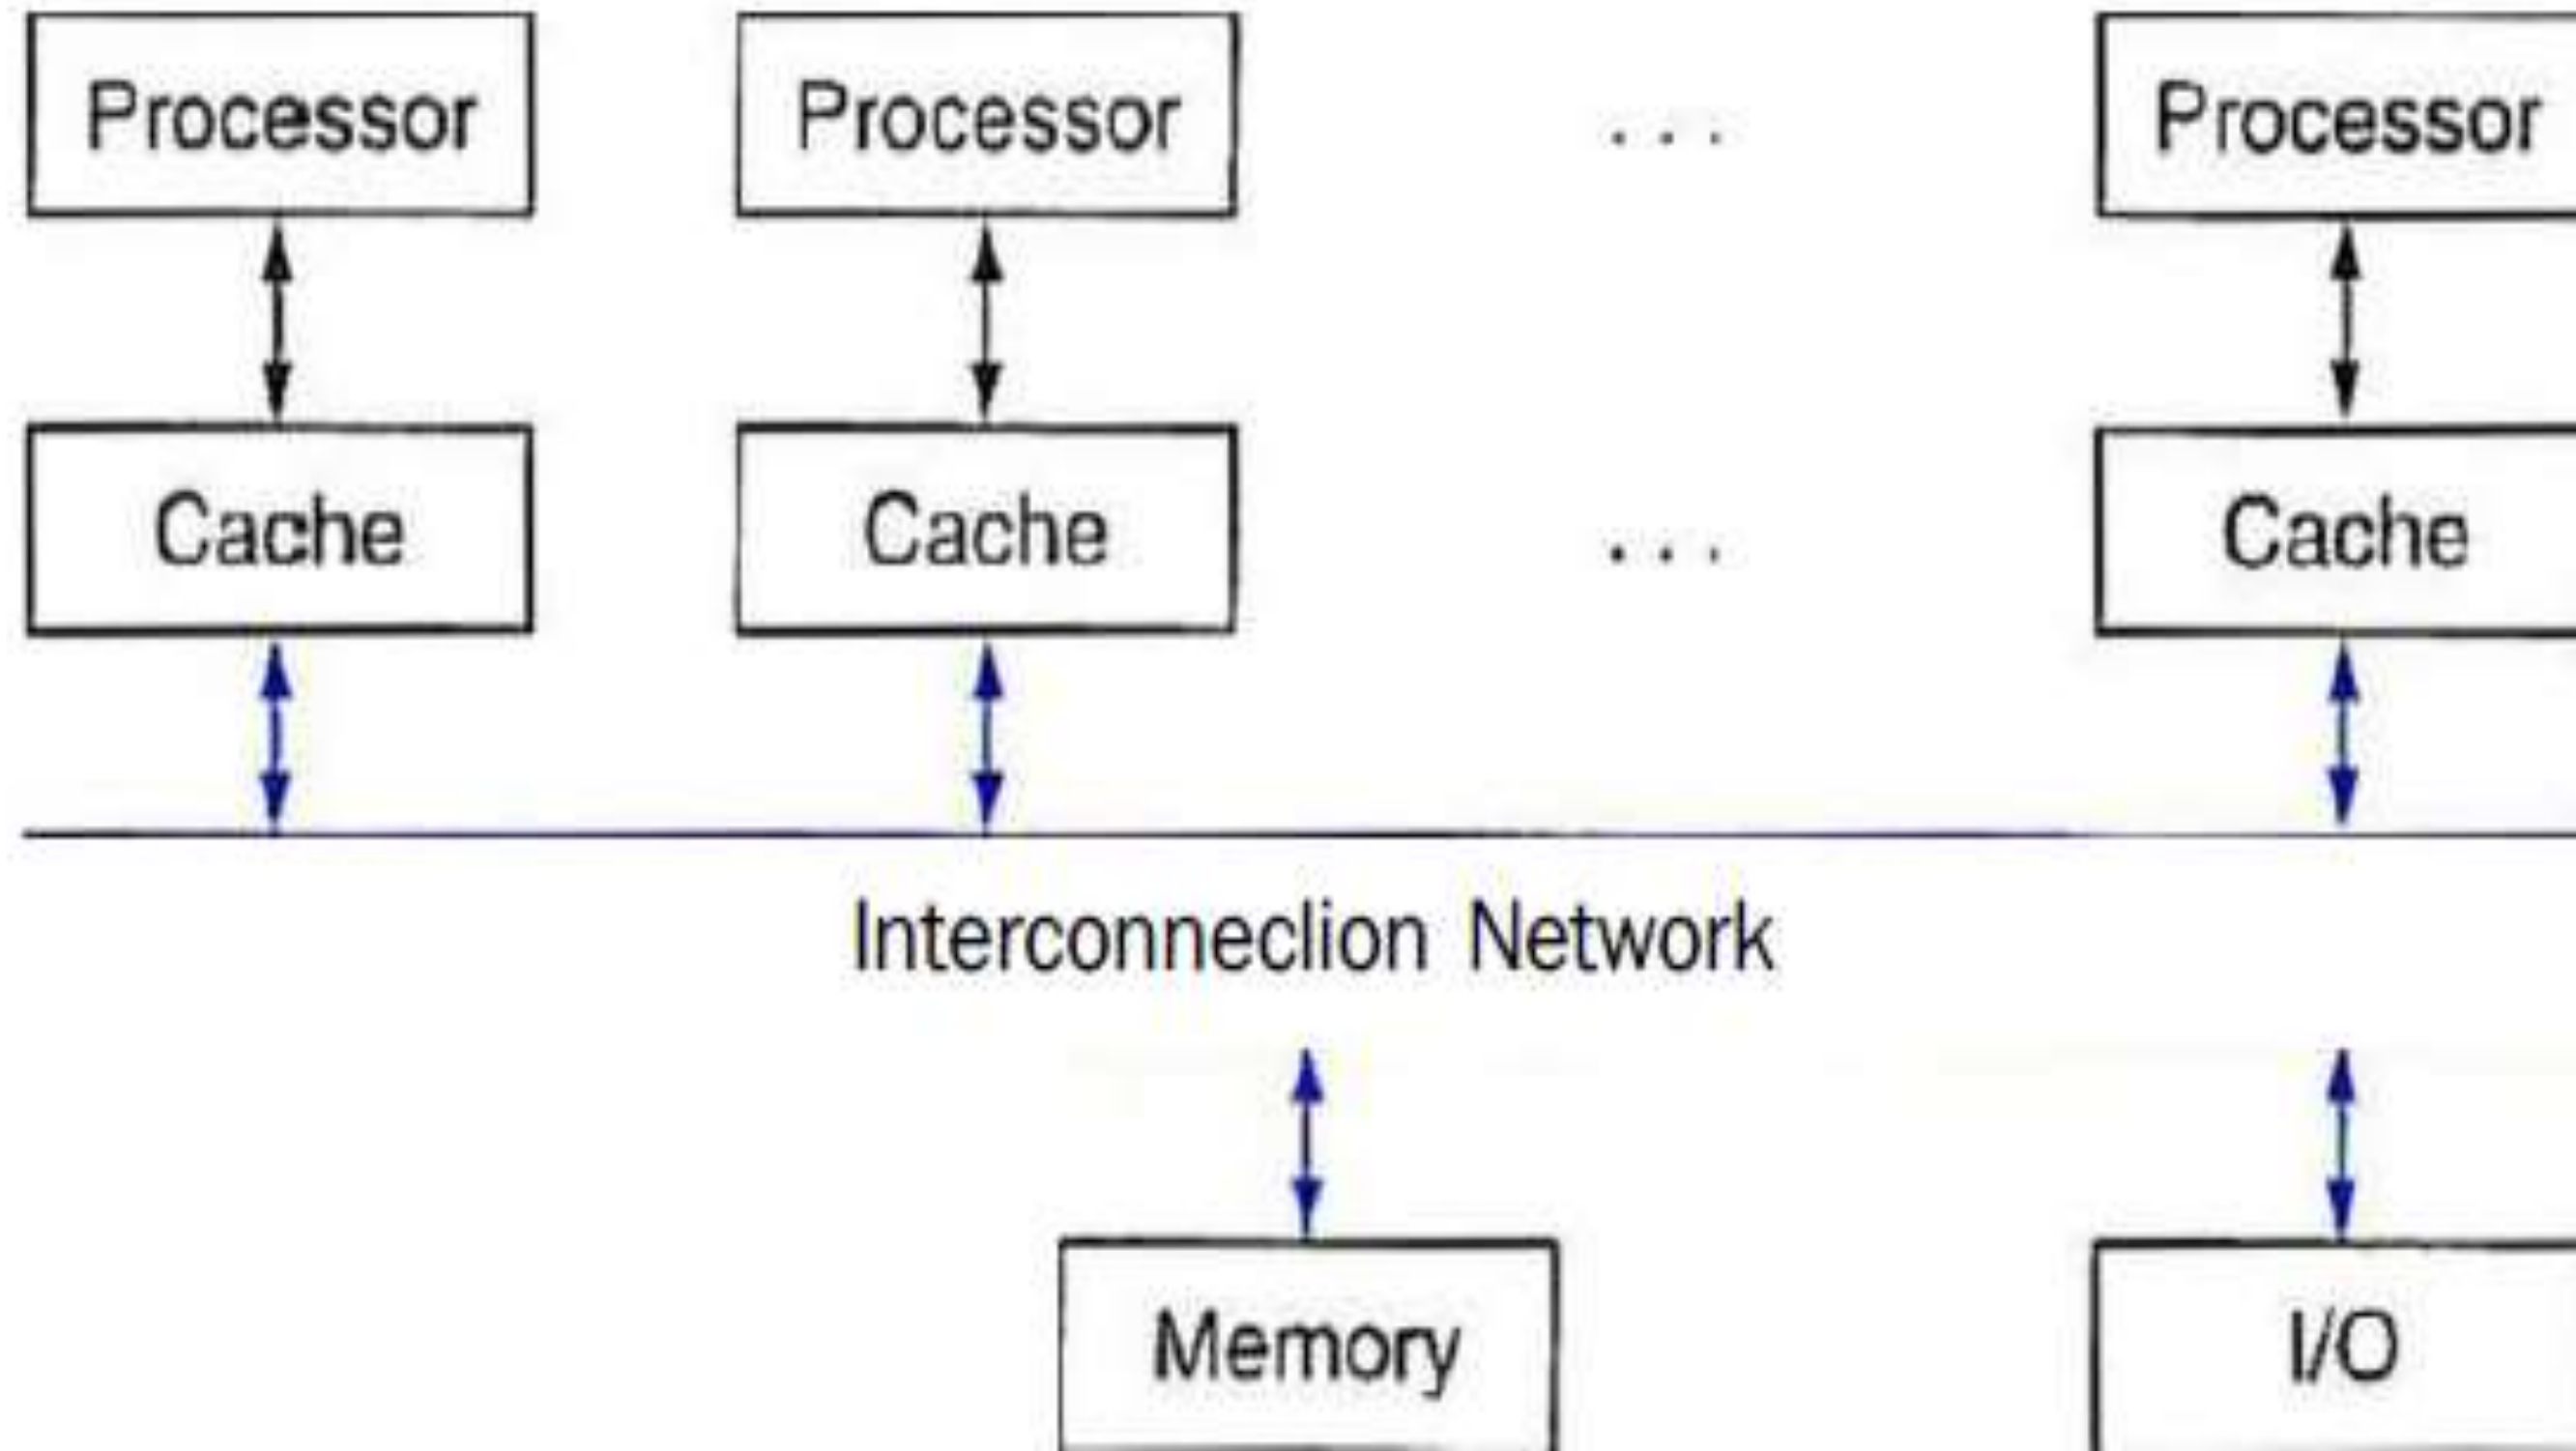 Processor Processor . . . Processor
Cache Cache . . . Cache
Interconneclion Network
Memory I/O